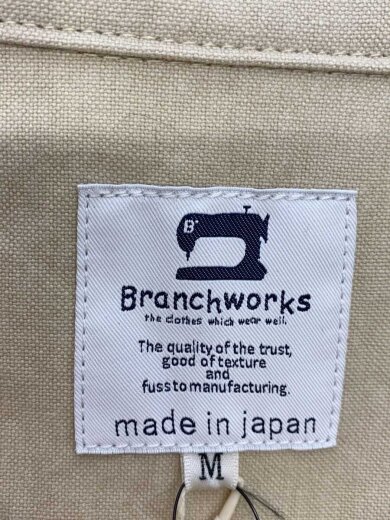 B
Branchworks
the clothes which wear well.
The quality of the trust,
good of texture
and
fuss to manufacturing.
made in japan
M